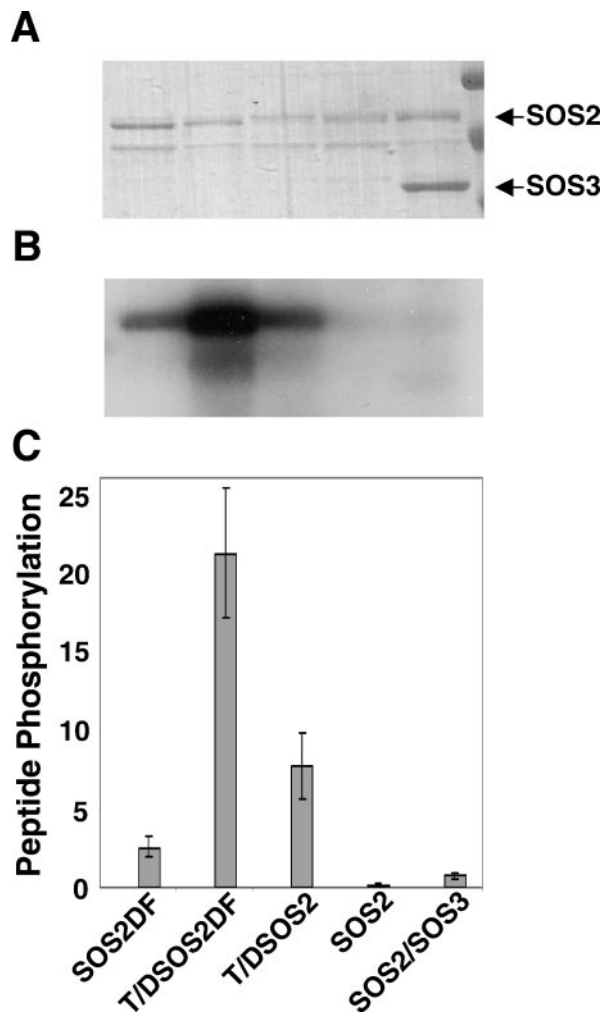 A
SOS2
SOS3
B
C
Peptide Phosphorylation
25
20
15
10
5
0
SOS2DF
T/DSOS2DF
T/DSOS2
SOS2
SOS2/SOS3